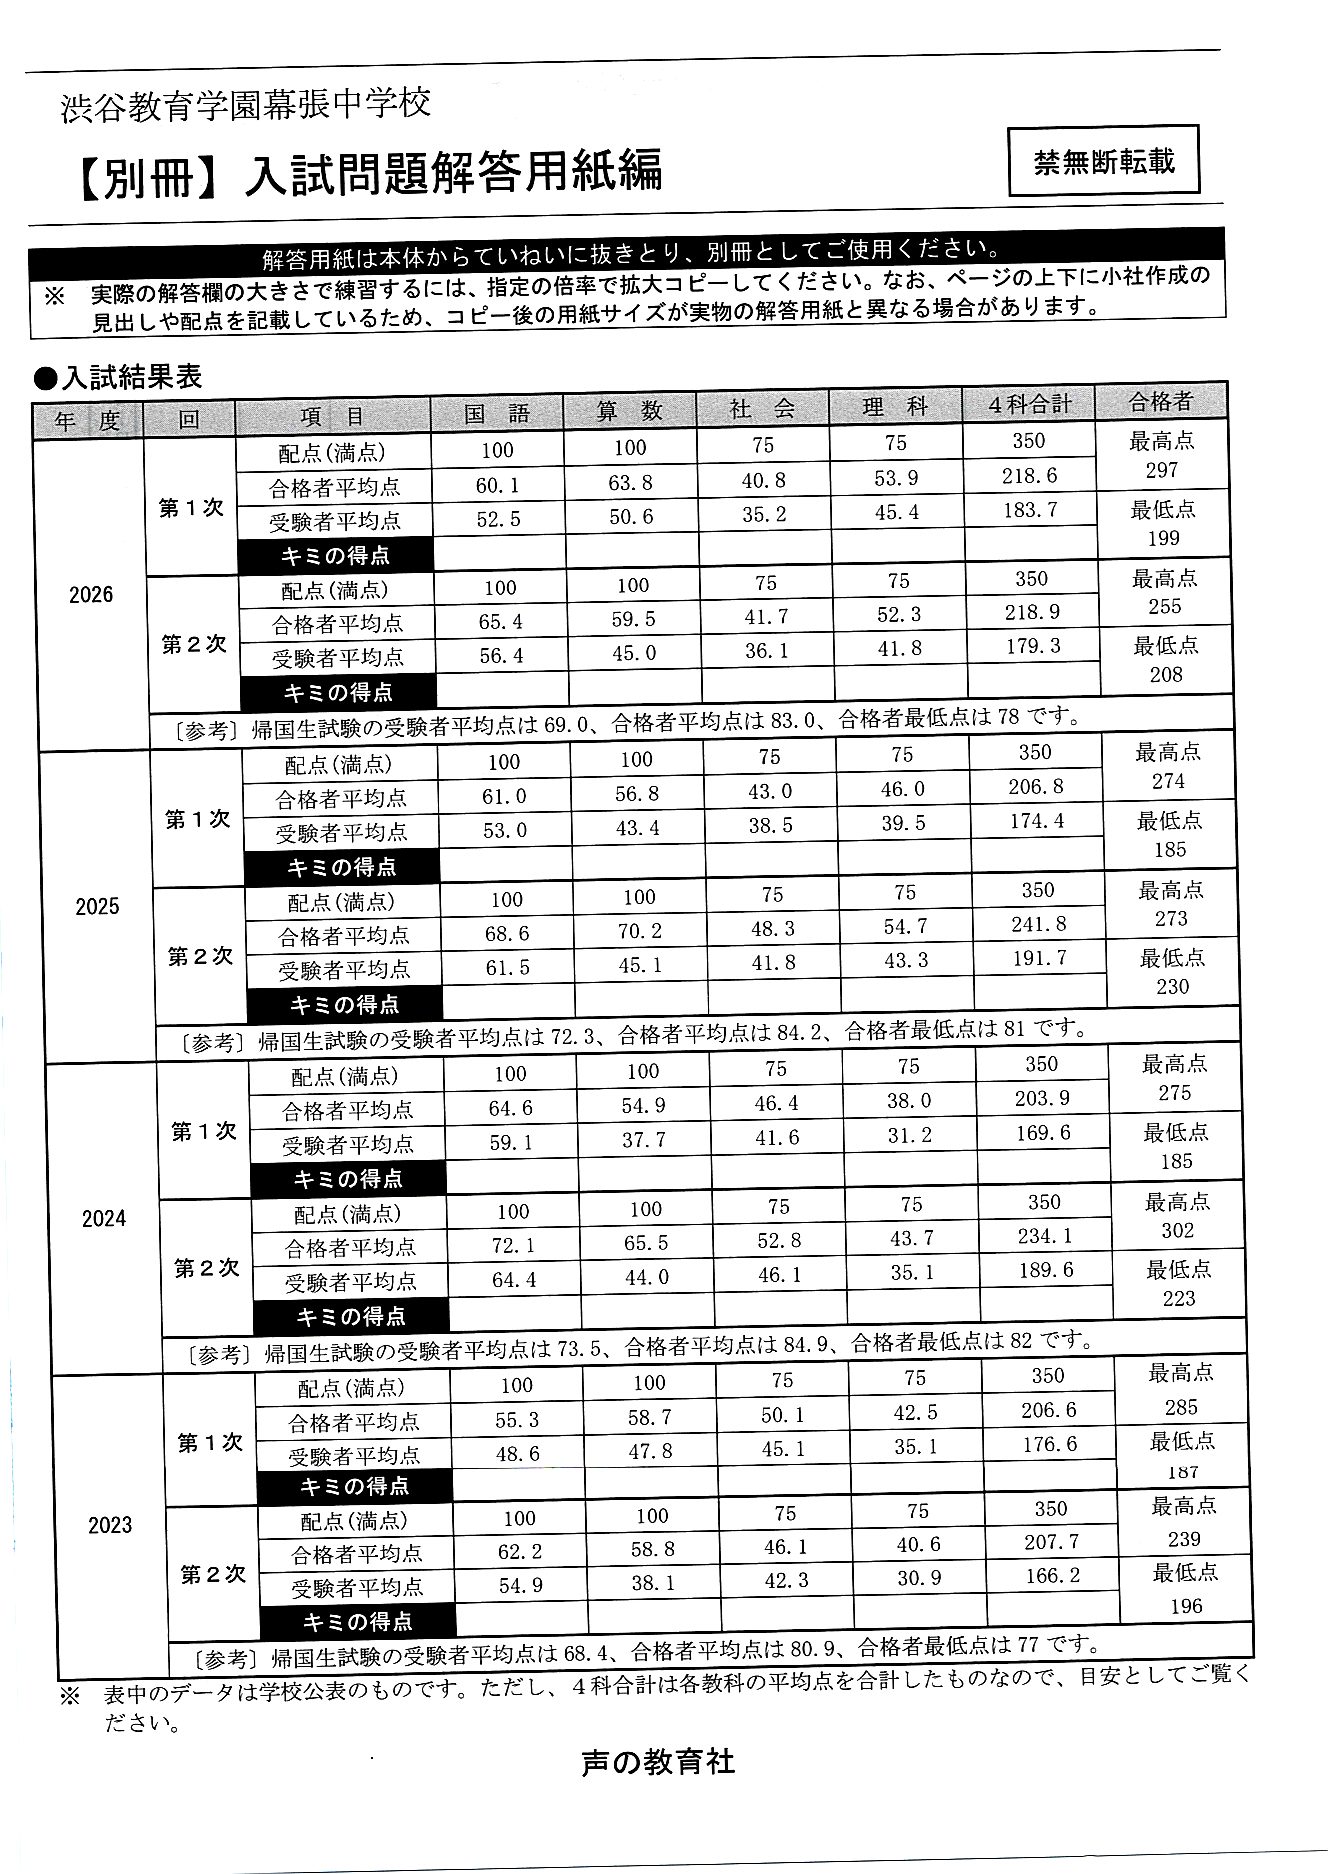 渋谷教育学園幕張中学校
【別冊】入試問題解答用紙編
禁無断転載
解答用紙は本体からていねいに抜きとり、別冊としてご使用ください。
※ 実際の解答欄の大きさで練習するには、指定の倍率で拡大コピーしてください。なお、ページの上下に小社作成の
見出しや配点を記載しているため、コピー後の用紙サイズが実物の解答用紙と異なる場合があります。
●入試結果表
年度 回 項目 国語 算数 社会 理科 4科合計 合格者
2026
第1次
配点(満点) 100 100 75 75 350 最高点
合格者平均点 60.1 63.8 40.8 53.9 218.6 297
受験者平均点 52.5 50.6 35.2 45.4 183.7 最低点
キミの得点 199
第2次
配点(満点) 100 100 75 75 350 最高点
合格者平均点 65.4 59.5 41.7 52.3 218.9 255
受験者平均点 56.4 45.0 36.1 41.8 179.3 最低点
キミの得点 208
〔参考〕帰国生試験の受験者平均点は69.0、合格者平均点は83.0、合格者最低点は78です。
2025
第1次
配点(満点) 100 100 75 75 350 最高点
合格者平均点 61.0 56.8 43.0 46.0 206.8 274
受験者平均点 53.0 43.4 38.5 39.5 174.4 最低点
キミの得点 185
第2次
配点(満点) 100 100 75 75 350 最高点
合格者平均点 68.6 70.2 48.3 54.7 241.8 273
受験者平均点 61.5 45.1 41.8 43.3 191.7 最低点
キミの得点 230
〔参考〕帰国生試験の受験者平均点は72.3、合格者平均点は84.2、合格者最低点は81です。
2024
第1次
配点(満点) 100 100 75 75 350 最高点
合格者平均点 64.6 54.9 46.4 38.0 203.9 275
受験者平均点 59.1 37.7 41.6 31.2 169.6 最低点
キミの得点 185
第2次
配点(満点) 100 100 75 75 350 最高点
合格者平均点 72.1 65.5 52.8 43.7 234.1 302
受験者平均点 64.4 44.0 46.1 35.1 189.6 最低点
キミの得点 223
〔参考〕帰国生試験の受験者平均点は73.5、合格者平均点は84.9、合格者最低点は82です。
2023
第1次
配点(満点) 100 100 75 75 350 最高点
合格者平均点 55.3 58.7 50.1 42.5 206.6 285
受験者平均点 48.6 47.8 45.1 35.1 176.6 最低点
キミの得点 187
第2次
配点(満点) 100 100 75 75 350 最高点
合格者平均点 62.2 58.8 46.1 40.6 207.7 239
受験者平均点 54.9 38.1 42.3 30.9 166.2 最低点
キミの得点 196
〔参考〕帰国生試験の受験者平均点は68.4、合格者平均点は80.9、合格者最低点は77です。
※ 表中のデータは学校公表のものです。ただし、4科合計は各教科の平均点を合計したものなので、目安としてご覧く
ださい。
声の教育社